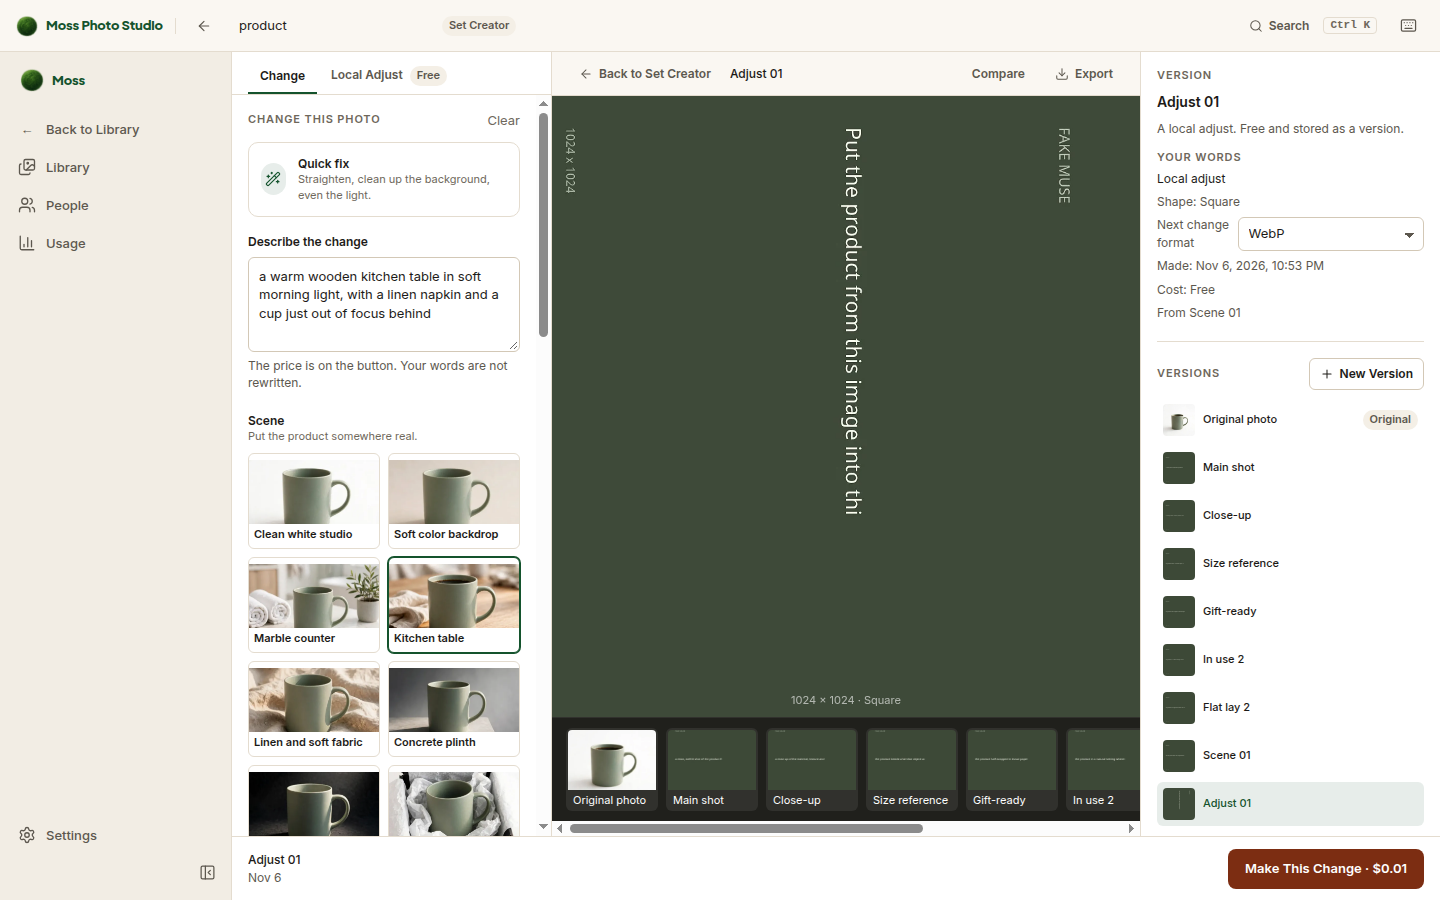 Moss Photo Studio
product
Set Creator
Search
Ctrl K
Moss
← Back to Library
Library
People
Usage
Settings
Change
Local Adjust
Free
CHANGE THIS PHOTO
Clear
Quick fix
Straighten, clean up the background,
even the light.
Describe the change
a warm wooden kitchen table in soft
morning light, with a linen napkin and a
cup just out of focus behind
The price is on the button. Your words are not
rewritten.
Scene
Put the product somewhere real.
Clean white studio
Soft color backdrop
Marble counter
Kitchen table
Linen and soft fabric
Concrete plinth
Back to Set Creator
Adjust 01
Compare
Export
1024 x 1024
Put the product from this image into thi
FAKE MUSE
1024 × 1024 · Square
Original photo
Main shot
Close-up
Size reference
Gift-ready
In use 2
VERSION
Adjust 01
A local adjust. Free and stored as a version.
YOUR WORDS
Local adjust
Shape: Square
Next change
format
WebP
Made: Nov 6, 2026, 10:53 PM
Cost: Free
From Scene 01
VERSIONS
+ New Version
Original photo
Original
Main shot
Close-up
Size reference
Gift-ready
In use 2
Flat lay 2
Scene 01
Adjust 01
Adjust 01
Nov 6
Make This Change · $0.01